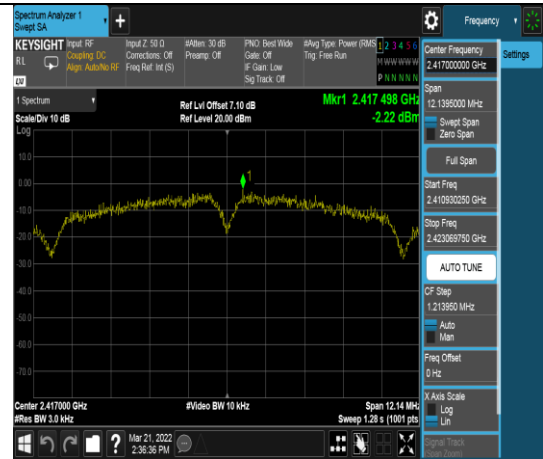 Spectrum Analyzer 1
Swept SA
+
Frequency
KEYSIGHT
RL
LXI
Input: RF
Coupling: DC
Align: Auto/No RF
Input Z: 50 Ω
Corrections: Off
Freq Ref: Int (S)
#Atten: 30 dB
Preamp: Off
PNO: Best Wide
Gate: Off
IF Gain: Low
Sig Track: Off
#Avg Type: Power (RMS
Trig: Free Run
1 2 3 4 5 6
M W W W W W
P N N N N N
1 Spectrum
Scale/Div 10 dB
Log
Ref Lvl Offset 7.10 dB
Ref Level 20.00 dBm
Mkr1 2.417 498 GHz
-2.22 dBm
1
10.0
0.00
-10.0
-20.0
-30.0
-40.0
-50.0
-60.0
-70.0
Center 2.417000 GHz
#Res BW 3.0 kHz
#Video BW 10 kHz
Span 12.14 MHz
Sweep 1.28 s (1001 pts)
Mar 21, 2022
2:36:36 PM
?
Center Frequency
2.417000000 GHz
Span
12.1395000 MHz
Swept Span
Zero Span
Full Span
Start Freq
2.410930250 GHz
Stop Freq
2.423069750 GHz
AUTO TUNE
CF Step
1.213950 MHz
Auto
Man
Freq Offset
0 Hz
X Axis Scale
Log
Lin
Signal Track
(Span Zoom)
Settings